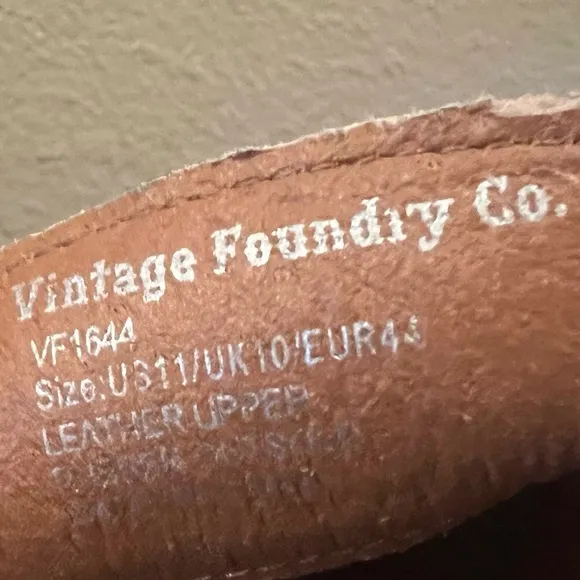 Vintage Foundry Co.
VF1644
Size:US11/UK10/EUR44
LEATHER UPPER